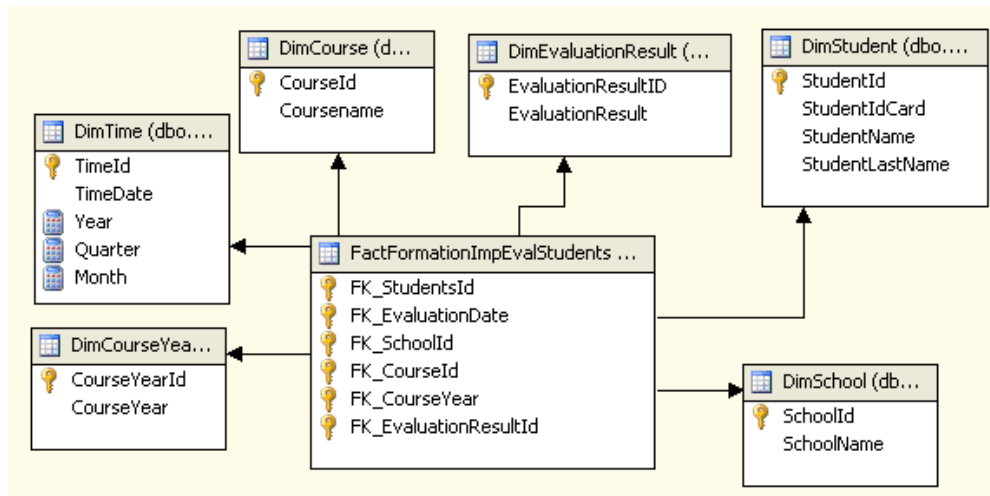 DimCourse (d...
CourseId
Coursename
DimEvaluationResult (...
EvaluationResultID
EvaluationResult
DimStudent (dbo....
StudentId
StudentIdCard
StudentName
StudentLastName
DimTime (dbo....
TimeId
TimeDate
Year
Quarter
Month
FactFormationImpEvalStudents ...
FK_StudentsId
FK_EvaluationDate
FK_SchoolId
FK_CourseId
FK_CourseYear
FK_EvaluationResultId
DimCourseYea...
CourseYearId
CourseYear
DimSchool (db...
SchoolId
SchoolName